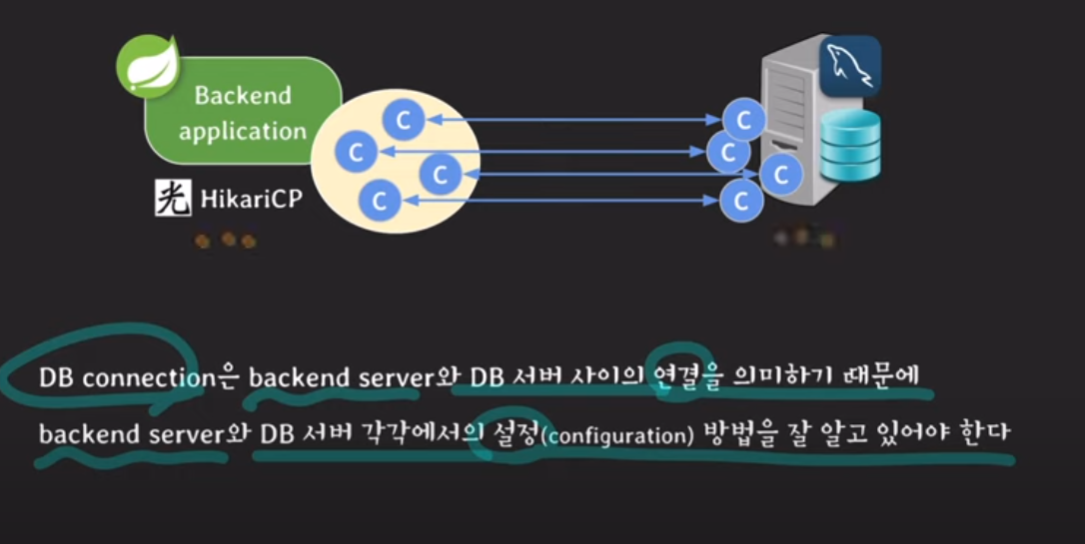 Backend
application
C
C
C
C
C
C
C
C
光 HikariCP
DB connection은 backend server와 DB 서버 사이의 연결을 의미하기 때문에
backend server와 DB 서버 각각에서의 설정(configuration) 방법을 잘 알고 있어야 한다